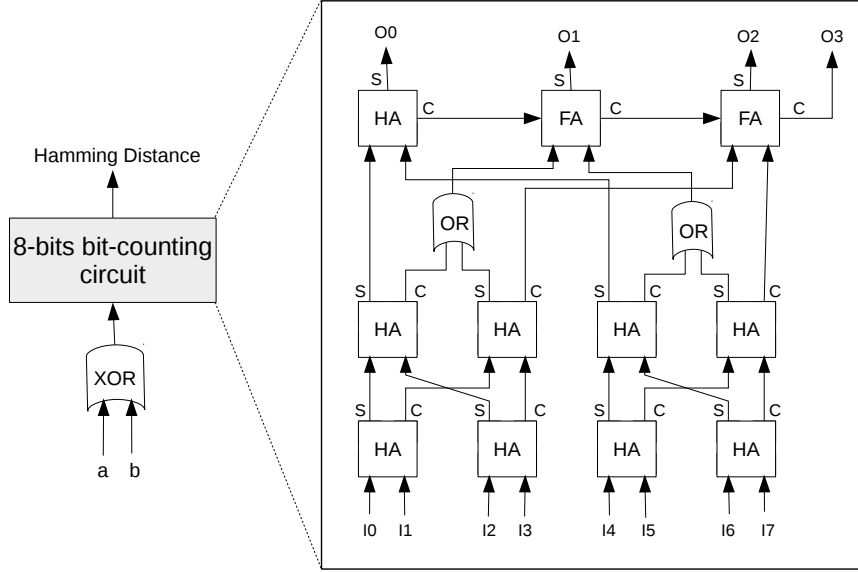 Hamming Distance
8-bits bit-counting
circuit
XOR
a b
O0 O1 O2 O3
S S S
HA C FA C FA C
OR OR
S C S C S C S C
HA HA HA HA
S C S C S C S C
HA HA HA HA
I0 I1 I2 I3 I4 I5 I6 I7